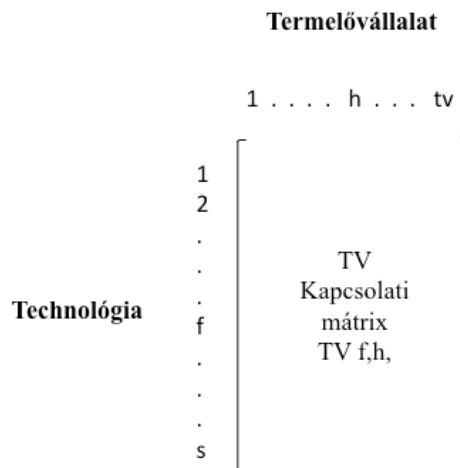 Termelővállalat
1 . . . . h . . . tv
1
2
.
.
.
Technológia
f
.
.
.
s
TV
Kapcsolati
mátrix
TV f,h,